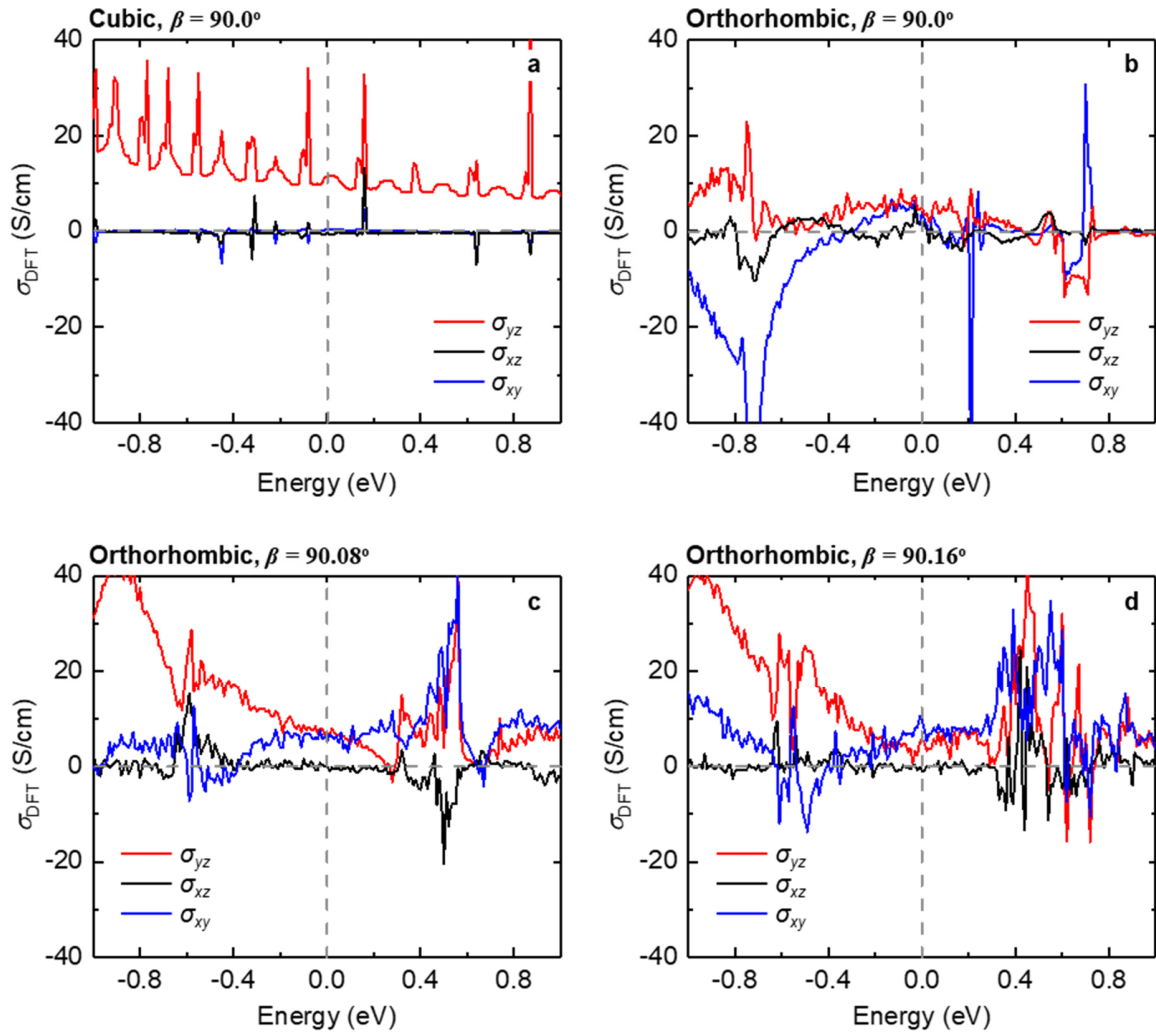 Cubic, β = 90.0°
a
40
20
0
-20
-40
σDFT (S/cm)
σyz
σxz
σxy
-0.8 -0.4 0.0 0.4 0.8
Energy (eV)
Orthorhombic, β = 90.0°
b
40
20
0
-20
-40
σDFT (S/cm)
σyz
σxz
σxy
-0.8 -0.4 0.0 0.4 0.8
Energy (eV)
Orthorhombic, β = 90.08°
c
40
20
0
-20
-40
σDFT (S/cm)
σyz
σxz
σxy
-0.8 -0.4 0.0 0.4 0.8
Energy (eV)
Orthorhombic, β = 90.16°
d
40
20
0
-20
-40
σDFT (S/cm)
σyz
σxz
σxy
-0.8 -0.4 0.0 0.4 0.8
Energy (eV)